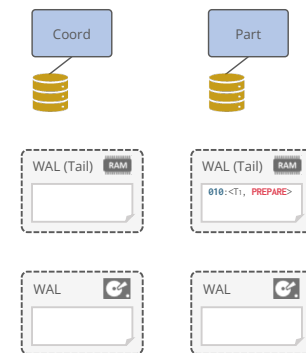 Coord Part
WAL (Tail) RAM WAL (Tail) RAM
010:<T1, PREPARE>
WAL WAL